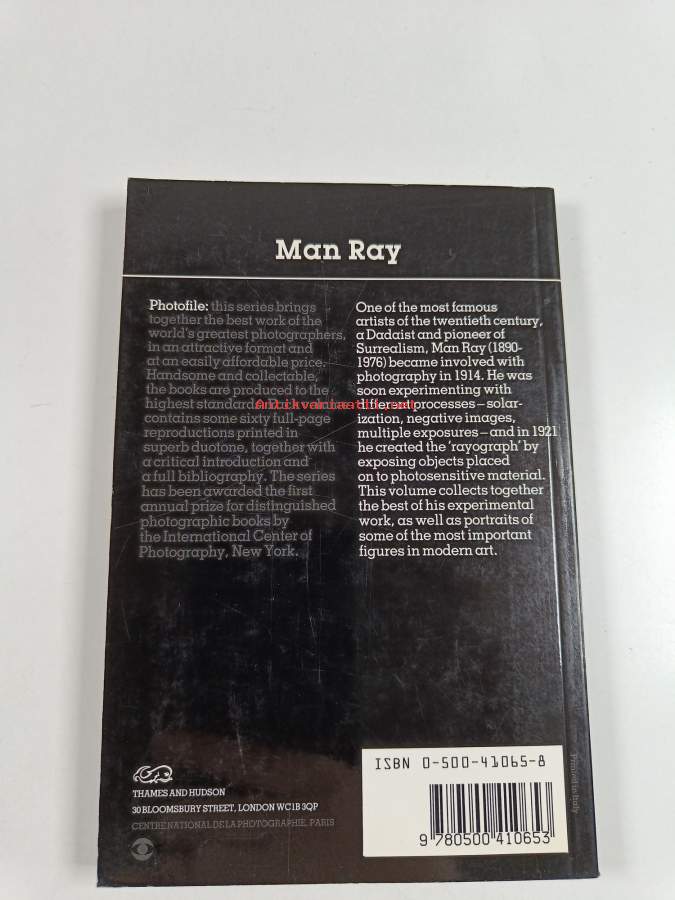 Man Ray
Photofile: this series brings
together the best work of the
world's greatest photographers,
in an attractive format and
at an easily affordable price.
Handsome and collectable,
the books are produced to the
highest standards
contains some sixty full-page
reproductions printed in
superb duotone, together with
a critical introduction and
a full bibliography. The series
has been awarded the first
annual prize for distinguished
photographic books by
the International Center of
Photography, New York.
One of the most famous
artists of the twentieth century,
a Dadaist and pioneer of
Surrealism, Man Ray (1890-
1976) became involved with
photography in 1914. He was
soon experimenting with
different processes—solar-
ization, negative images,
multiple exposures—and in 1921
he created the 'rayograph' by
exposing objects placed
on to photosensitive material.
This volume collects together
the best of his experimental
work, as well as portraits of
some of the most important
figures in modern art.
THAMES AND HUDSON
30 BLOOMSBURY STREET, LONDON WC1B 3QP
CENTRE NATIONAL DE LA PHOTOGRAPHIE, PARIS
ISBN 0-500-41065-8
9 780500 410653
Printed in Italy